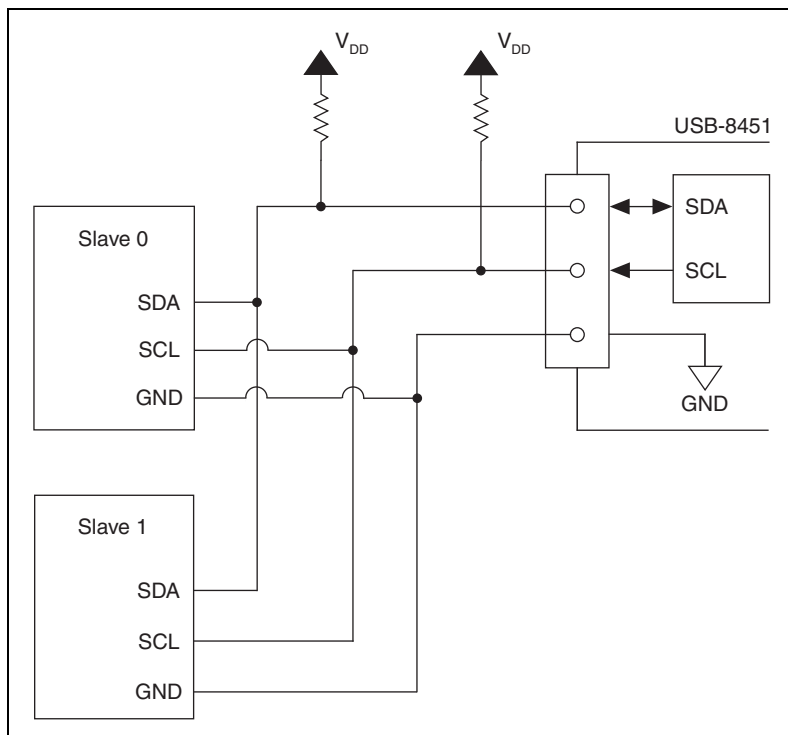 V_DD
V_DD
USB-8451
SDA
SCL
GND
Slave 0
SDA
SCL
GND
Slave 1
SDA
SCL
GND